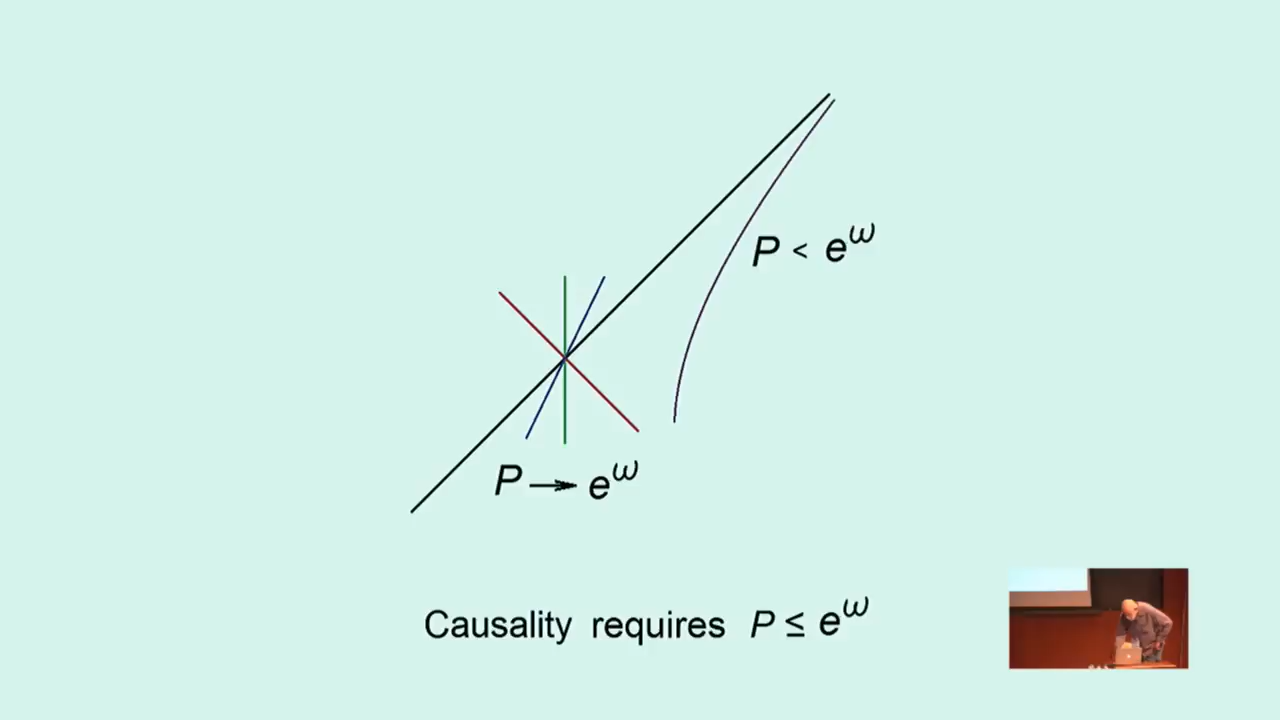 P < e^ω
P → e^ω
Causality requires P ≤ e^ω